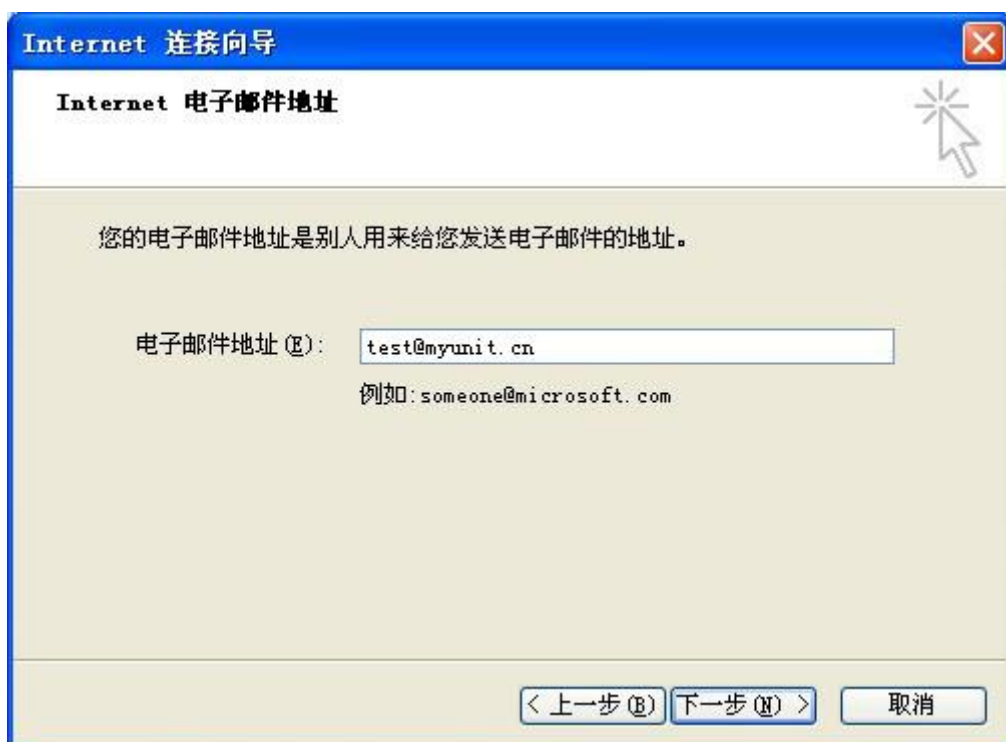 Internet 连接向导
Internet 电子邮件地址
您的电子邮件地址是别人用来给您发送电子邮件的地址。
电子邮件地址(E): test@myunit.cn
例如:someone@microsoft.com
< 上一步(B) 下一步(N) > 取消